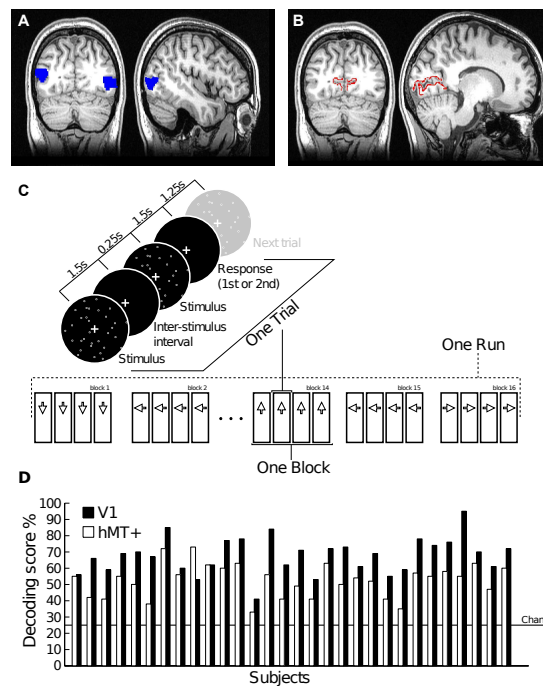 A
B
C
1.5s
0.25s
1.5s
1.25s
Next trial
Response
(1st or 2nd)
Stimulus
Inter-stimulus
interval
Stimulus
One Trial
One Run
block 1
block 2
block 14
block 15
block 16
. . .
One Block
D
100
90
80
70
60
50
40
30
20
10
0
V1
hMT+
Decoding score %
Chan
Subjects